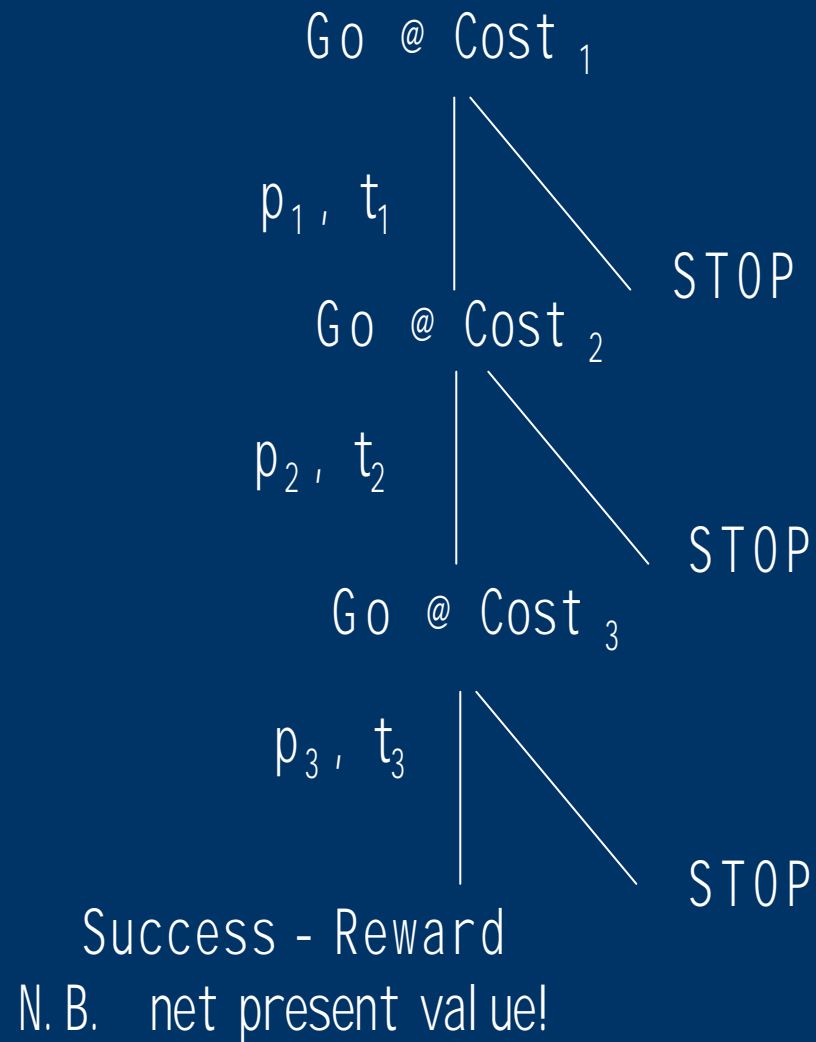 Go @ Cost 1
p1, t1
STOP
Go @ Cost 2
p2, t2
STOP
Go @ Cost 3
p3, t3
STOP
Success - Reward
N.B. net present value!